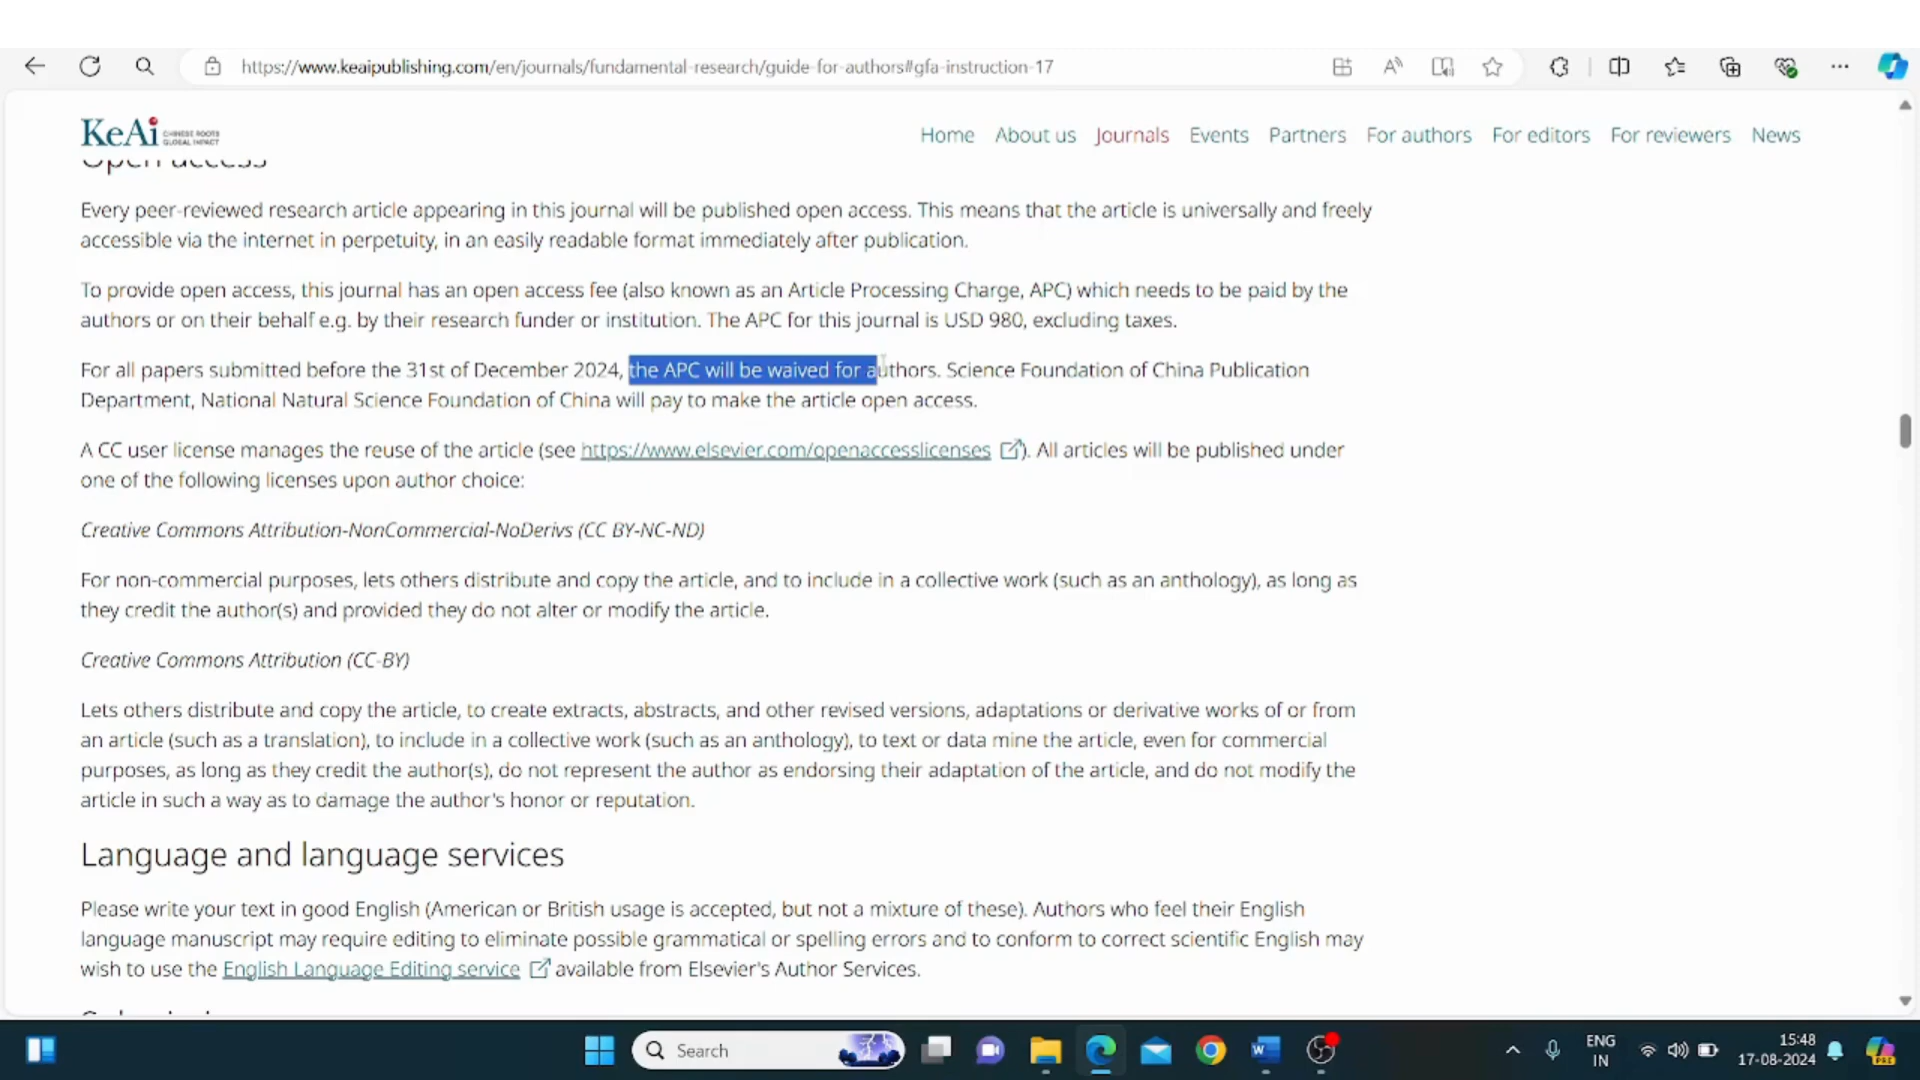 https://www.keaipublishing.com/en/journals/fundamental-research/guide-for-authors#gfa-instruction-17
KeAi CHINESE ROOTS GLOBAL IMPACT
Home About us Journals Events Partners For authors For editors For reviewers News
Open access
Every peer-reviewed research article appearing in this journal will be published open access. This means that the article is universally and freely
accessible via the internet in perpetuity, in an easily readable format immediately after publication.
To provide open access, this journal has an open access fee (also known as an Article Processing Charge, APC) which needs to be paid by the
authors or on their behalf e.g. by their research funder or institution. The APC for this journal is USD 980, excluding taxes.
For all papers submitted before the 31st of December 2024, the APC will be waived for authors. Science Foundation of China Publication
Department, National Natural Science Foundation of China will pay to make the article open access.
A CC user license manages the reuse of the article (see https://www.elsevier.com/openaccesslicenses). All articles will be published under
one of the following licenses upon author choice:
Creative Commons Attribution-NonCommercial-NoDerivs (CC BY-NC-ND)
For non-commercial purposes, lets others distribute and copy the article, and to include in a collective work (such as an anthology), as long as
they credit the author(s) and provided they do not alter or modify the article.
Creative Commons Attribution (CC-BY)
Lets others distribute and copy the article, to create extracts, abstracts, and other revised versions, adaptations or derivative works of or from
an article (such as a translation), to include in a collective work (such as an anthology), to text or data mine the article, even for commercial
purposes, as long as they credit the author(s), do not represent the author as endorsing their adaptation of the article, and do not modify the
article in such a way as to damage the author's honor or reputation.
Language and language services
Please write your text in good English (American or British usage is accepted, but not a mixture of these). Authors who feel their English
language manuscript may require editing to eliminate possible grammatical or spelling errors and to conform to correct scientific English may
wish to use the English Language Editing service available from Elsevier's Author Services.
Search
ENG
IN
15:48
17-08-2024